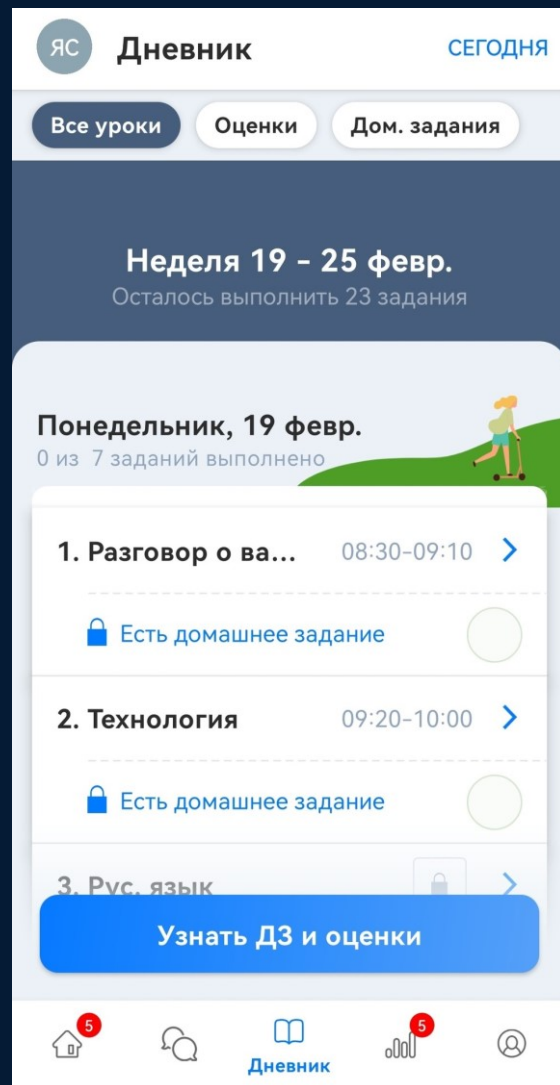 ЯС Дневник СЕГОДНЯ
Все уроки Оценки Дом. задания
Неделя 19 - 25 февр.
Осталось выполнить 23 задания
Понедельник, 19 февр.
0 из 7 заданий выполнено
1. Разговор о ва... 08:30-09:10
Есть домашнее задание
2. Технология 09:20-10:00
Есть домашнее задание
3. Рус. язык
Узнать ДЗ и оценки
5 5
Дневник